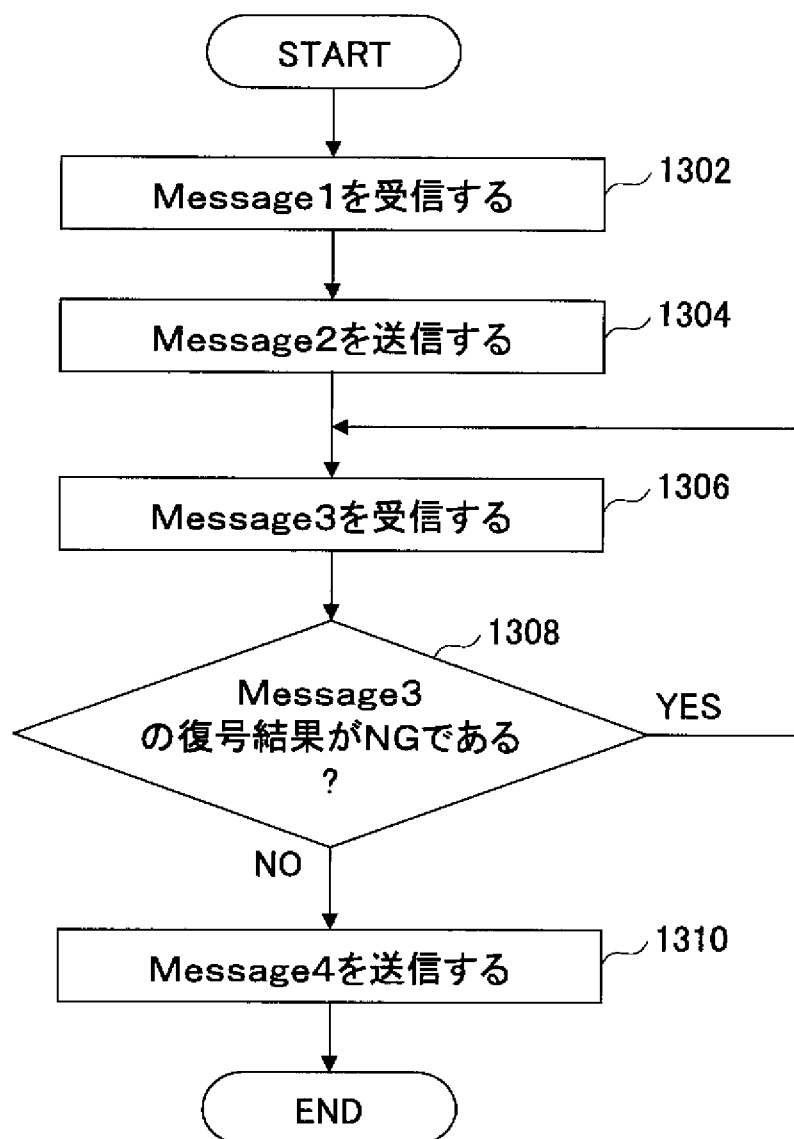 START
1302
Message1を受信する
1304
Message2を送信する
1306
Message3を受信する
1308
Message3
の復号結果がNGである
?
YES
NO
1310
Message4を送信する
END